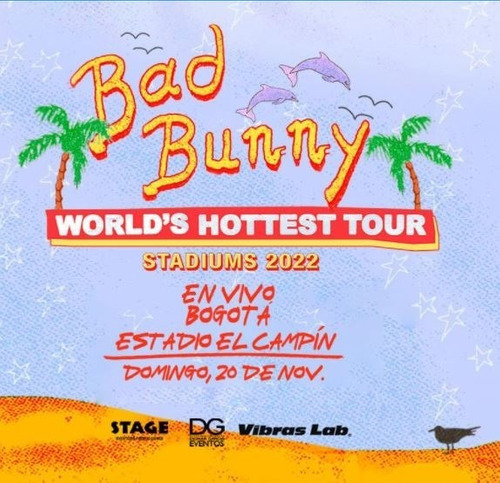 Bad
Bunny
WORLD'S HOTTEST TOUR
STADIUMS 2022
EN VIVO
BOGOTÁ
ESTADIO EL CAMPÍN
DOMINGO, 20 DE NOV.
STAGE
DG
EVENTOS
Vibras Lab.